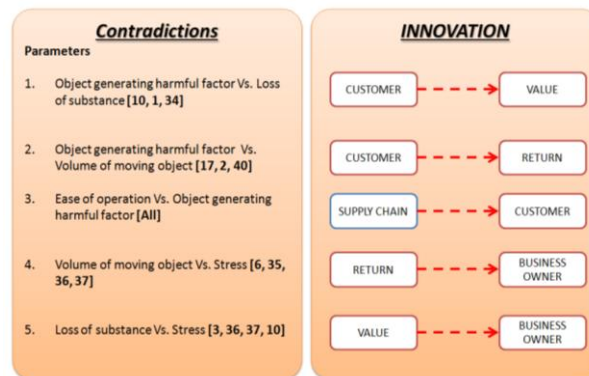 Contradictions
Parameters
1. Object generating harmful factor Vs. Loss
of substance [10, 1, 34]
2. Object generating harmful factor Vs.
Volume of moving object [17, 2, 40]
3. Ease of operation Vs. Object generating
harmful factor [All]
4. Volume of moving object Vs. Stress [6, 35,
36, 37]
5. Loss of substance Vs. Stress [3, 36, 37, 10]
INNOVATION
CUSTOMER
VALUE
CUSTOMER
RETURN
SUPPLY CHAIN
CUSTOMER
RETURN
BUSINESS
OWNER
VALUE
BUSINESS
OWNER